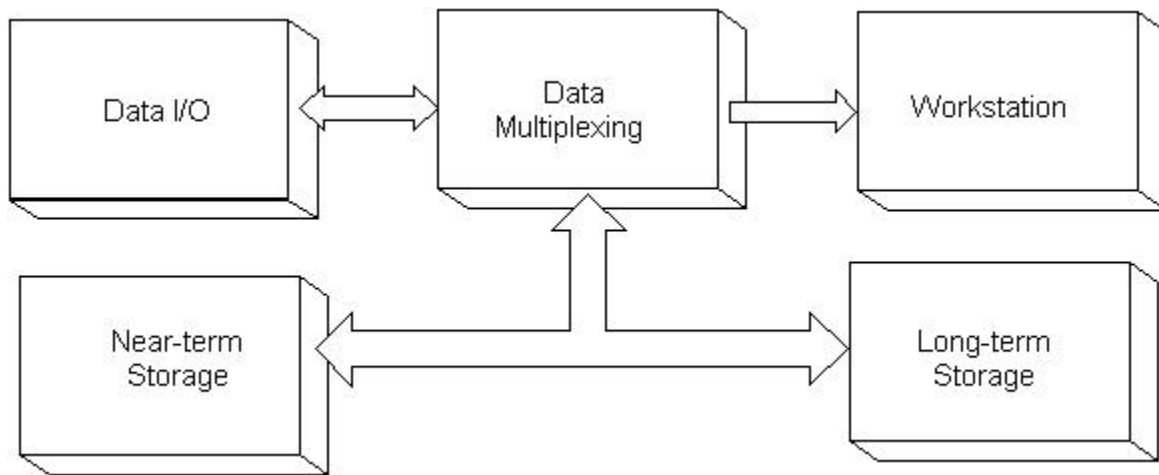 Data I/O
Data
Multiplexing
Workstation
Near-term
Storage
Long-term
Storage